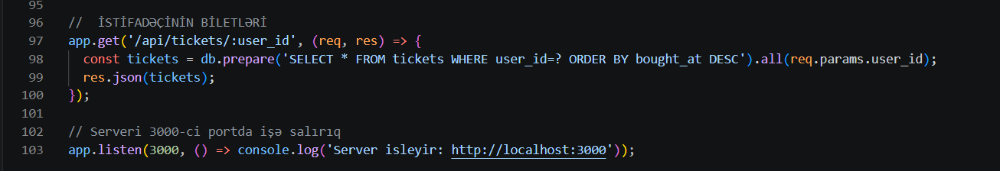 95
96 //  İSTİFADƏÇİNİN BİLETLƏRİ
97 app.get('/api/tickets/:user_id', (req, res) => {
98   const tickets = db.prepare('SELECT * FROM tickets WHERE user_id=? ORDER BY bought_at DESC').all(req.params.user_id);
99   res.json(tickets);
100 });
101
102 // Serveri 3000-ci portda işə salırıq
103 app.listen(3000, () => console.log('Server isleyir: http://localhost:3000'));